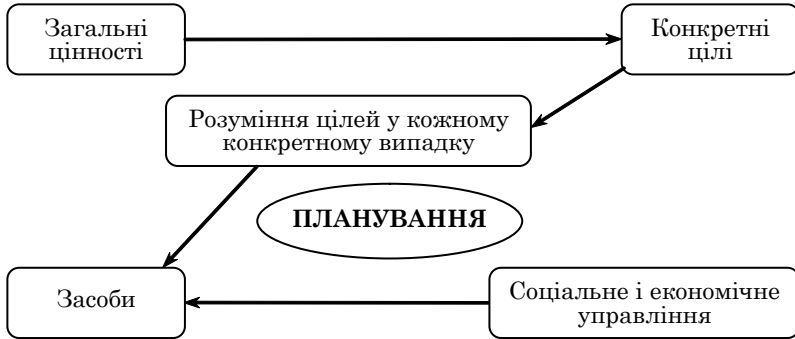 Загальні
цінності
Конкретні
цілі
Розуміння цілей у кожному
конкретному випадку
ПЛАНУВАННЯ
Засоби
Соціальне і економічне
управління